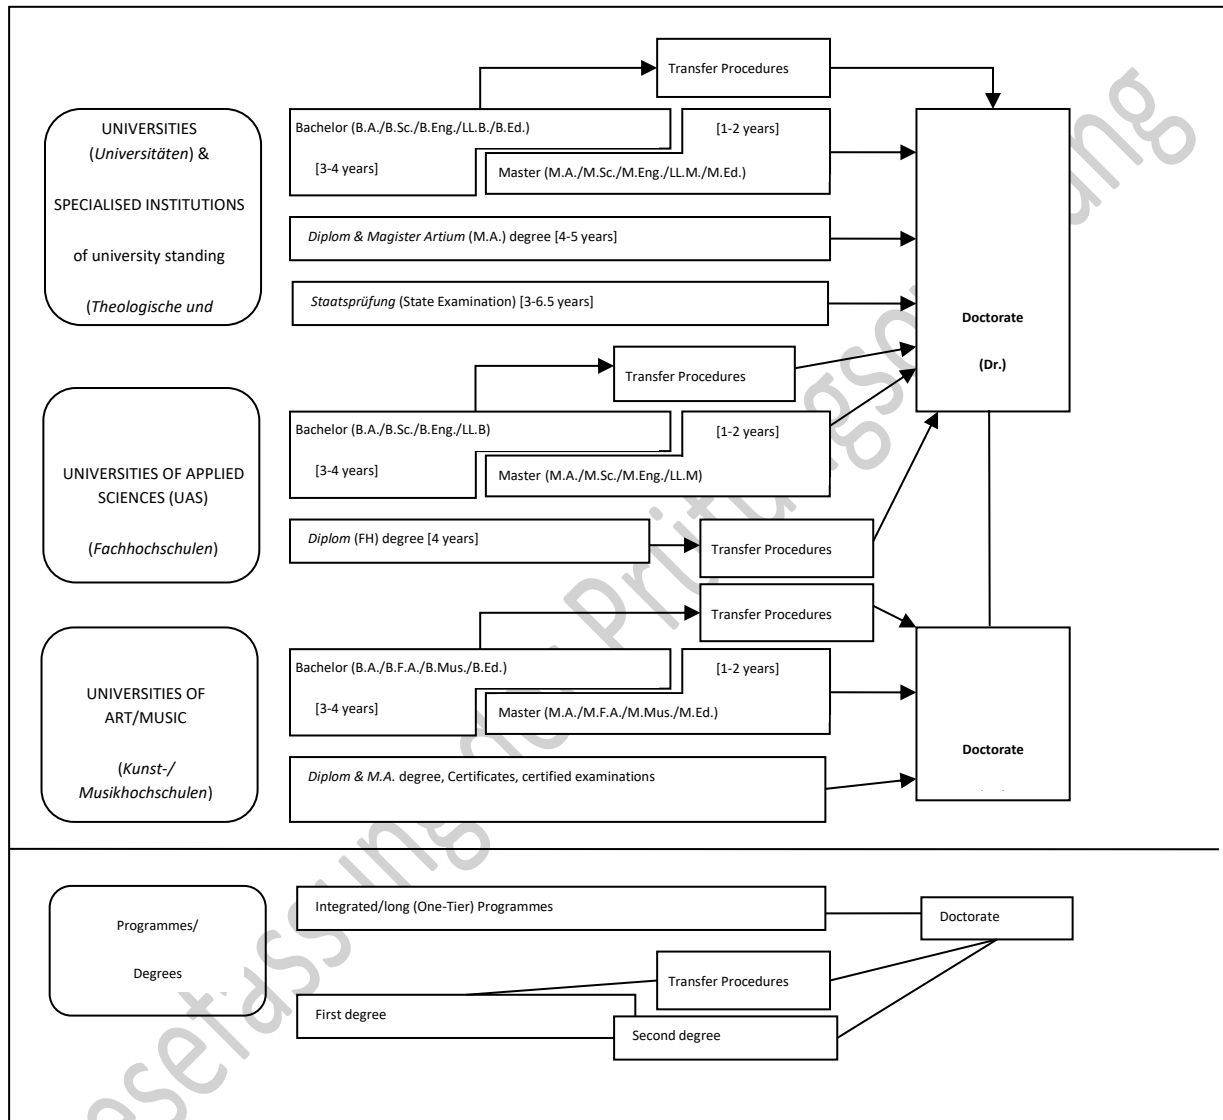 Transfer Procedures
UNIVERSITIES
(Universitäten) &
SPECIALISED INSTITUTIONS
of university standing
(Theologische und
Bachelor (B.A./B.Sc./B.Eng./LL.B./B.Ed.)
[3-4 years]
[1-2 years]
Master (M.A./M.Sc./M.Eng./LL.M./M.Ed.)
Diplom & Magister Artium (M.A.) degree [4-5 years]
Staatsprüfung (State Examination) [3-6.5 years]
Doctorate
(Dr.)
Transfer Procedures
UNIVERSITIES OF APPLIED
SCIENCES (UAS)
(Fachhochschulen)
Bachelor (B.A./B.Sc./B.Eng./LL.B)
[3-4 years]
[1-2 years]
Master (M.A./M.Sc./M.Eng./LL.M)
Diplom (FH) degree [4 years]
Transfer Procedures
Transfer Procedures
UNIVERSITIES OF
ART/MUSIC
(Kunst-/
Musikhochschulen)
Bachelor (B.A./B.F.A./B.Mus./B.Ed.)
[3-4 years]
[1-2 years]
Master (M.A./M.F.A./M.Mus./M.Ed.)
Diplom & M.A. degree, Certificates, certified examinations
Doctorate
Programmes/
Degrees
Integrated/long (One-Tier) Programmes
Doctorate
Transfer Procedures
First degree
Second degree